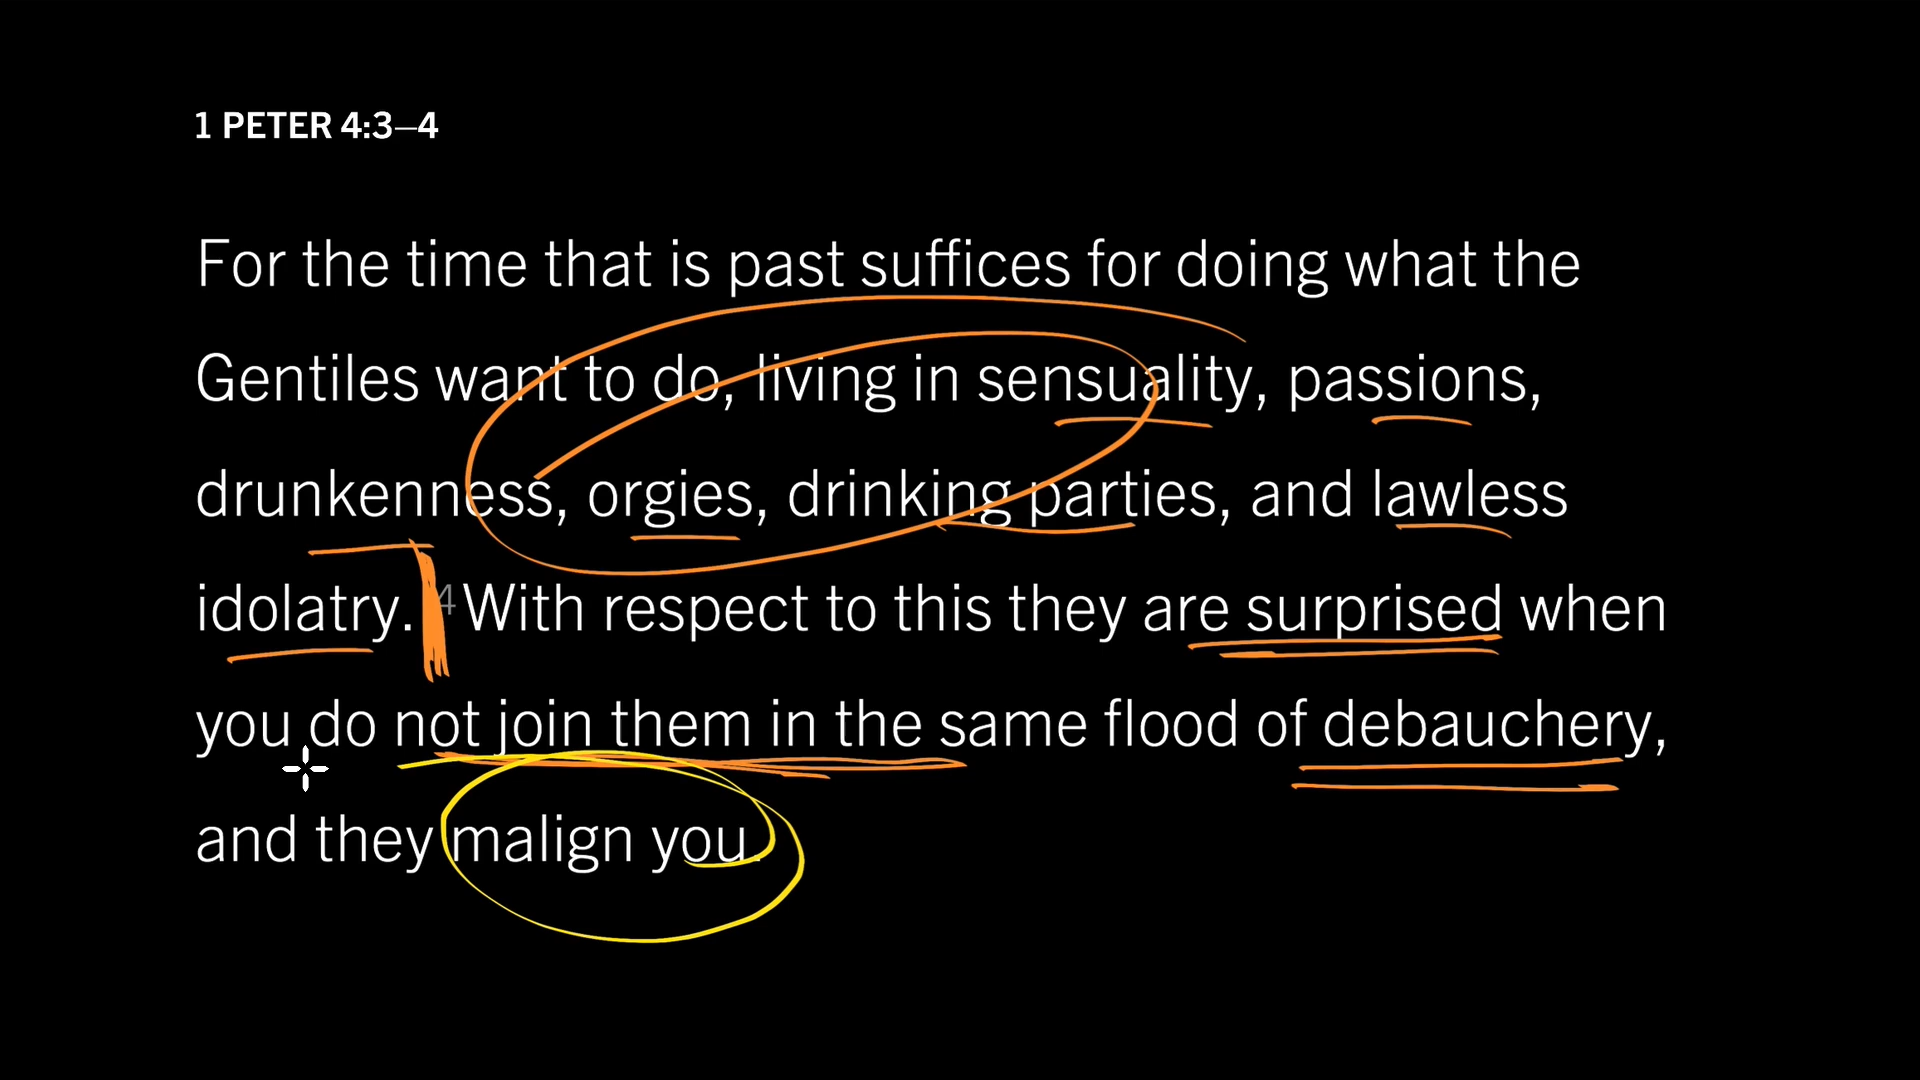 1 PETER 4:3–4
For the time that is past suffices for doing what the
Gentiles want to do, living in sensuality, passions,
drunkenness, orgies, drinking parties, and lawless
idolatry. 4 With respect to this they are surprised when
you do not join them in the same flood of debauchery,
and they malign you.